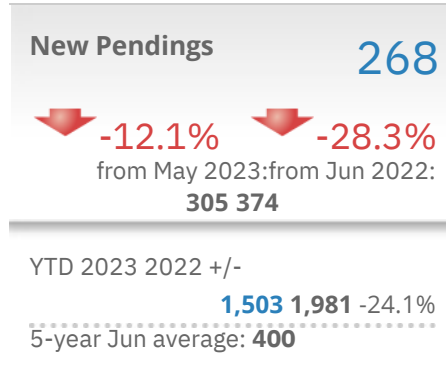 New Pendings 268
-12.1% -28.3%
from May 2023:from Jun 2022:
305 374
YTD 2023 2022 +/-
1,503 1,981 -24.1%
5-year Jun average: 400